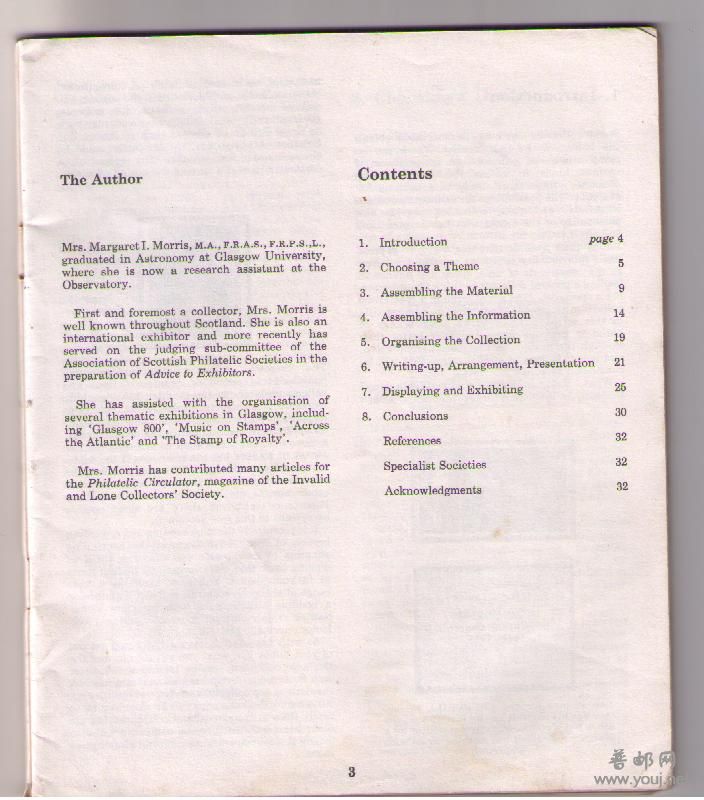 The Author
Mrs. Margaret I. Morris, M.A., F.R.A.S., F.R.P.S.,L.,
graduated in Astronomy at Glasgow University,
where she is now a research assistant at the
Observatory.
First and foremost a collector, Mrs. Morris is
well known throughout Scotland. She is also an
international exhibitor and more recently has
served on the judging sub-committee of the
Association of Scottish Philatelic Societies in the
preparation of Advice to Exhibitors.
She has assisted with the organisation of
several thematic exhibitions in Glasgow, includ-
ing 'Glasgow 800', 'Music on Stamps', 'Across
the Atlantic' and 'The Stamp of Royalty'.
Mrs. Morris has contributed many articles for
the Philatelic Circulator, magazine of the Invalid
and Lone Collectors' Society.
Contents
1. Introduction page 4
2. Choosing a Theme 5
3. Assembling the Material 9
4. Assembling the Information 14
5. Organising the Collection 19
6. Writing-up, Arrangement, Presentation 21
7. Displaying and Exhibiting 25
8. Conclusions 30
References 32
Specialist Societies 32
Acknowledgments 32
3
普邮网
www.youj.net